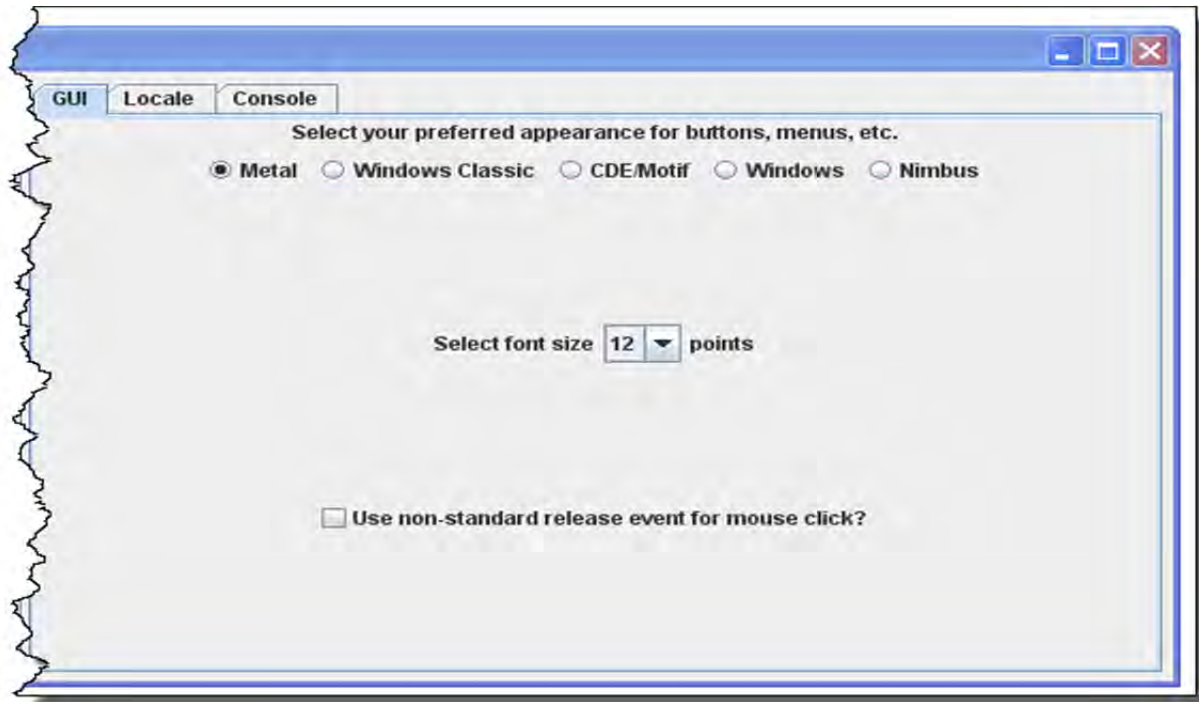 GUI Locale Console
Select your preferred appearance for buttons, menus, etc.
Metal Windows Classic CDE/Motif Windows Nimbus
Select font size 12 points
Use non-standard release event for mouse click?